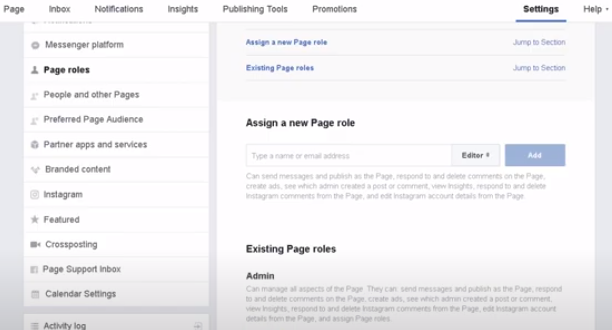 Page Inbox Notifications Insights Publishing Tools Promotions Settings Help
Messenger platform
Page roles
People and other Pages
Preferred Page Audience
Partner apps and services
Branded content
Instagram
Featured
Crossposting
Page Support Inbox
Calendar Settings
Activity log
Assign a new Page role Jump to Section
Existing Page roles Jump to Section
Assign a new Page role
Type a name or email address Editor Add
Can send messages and publish as the Page, respond to and delete comments on the Page,
create ads, see which admin created a post or comment, view Insights, respond to and delete
Instagram comments from the Page, and edit Instagram account details from the Page.
Existing Page roles
Admin
Can manage all aspects of the Page. They can: send messages and publish as the Page, respond
to and delete comments on the Page, create ads, see which admin created a post or comment,
view Insights, respond to and delete Instagram comments from the Page, edit Instagram account
details from the Page, and assign Page roles.